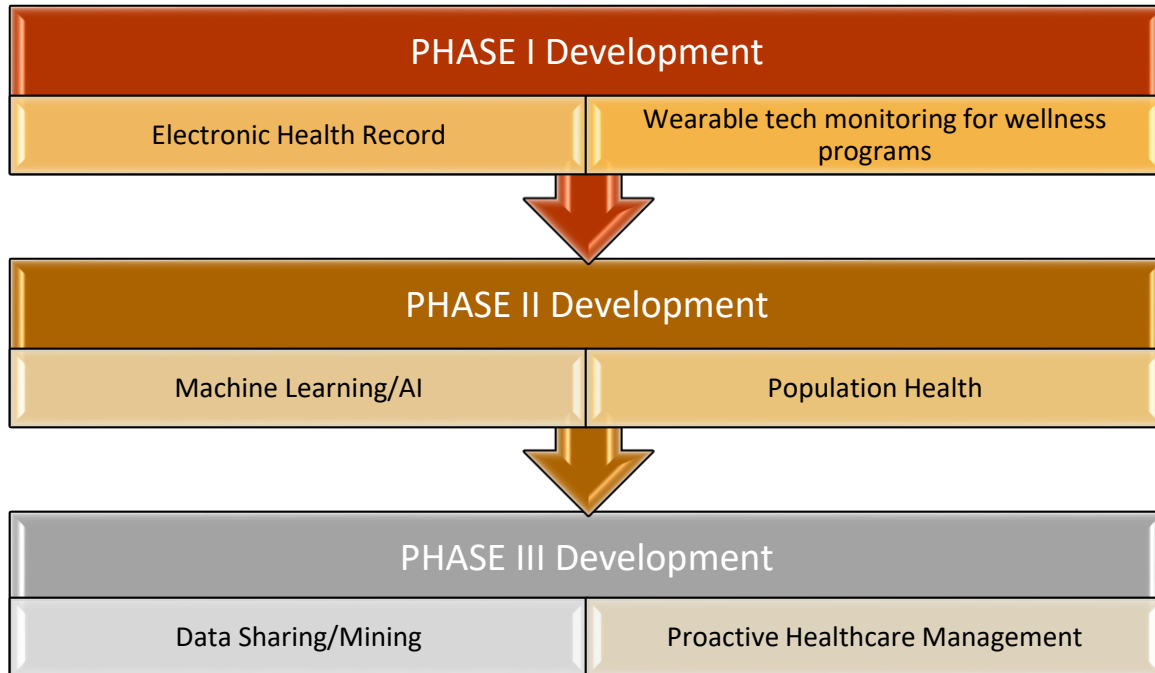 PHASE I Development
Electronic Health Record
Wearable tech monitoring for wellness
programs
PHASE II Development
Machine Learning/AI
Population Health
PHASE III Development
Data Sharing/Mining
Proactive Healthcare Management